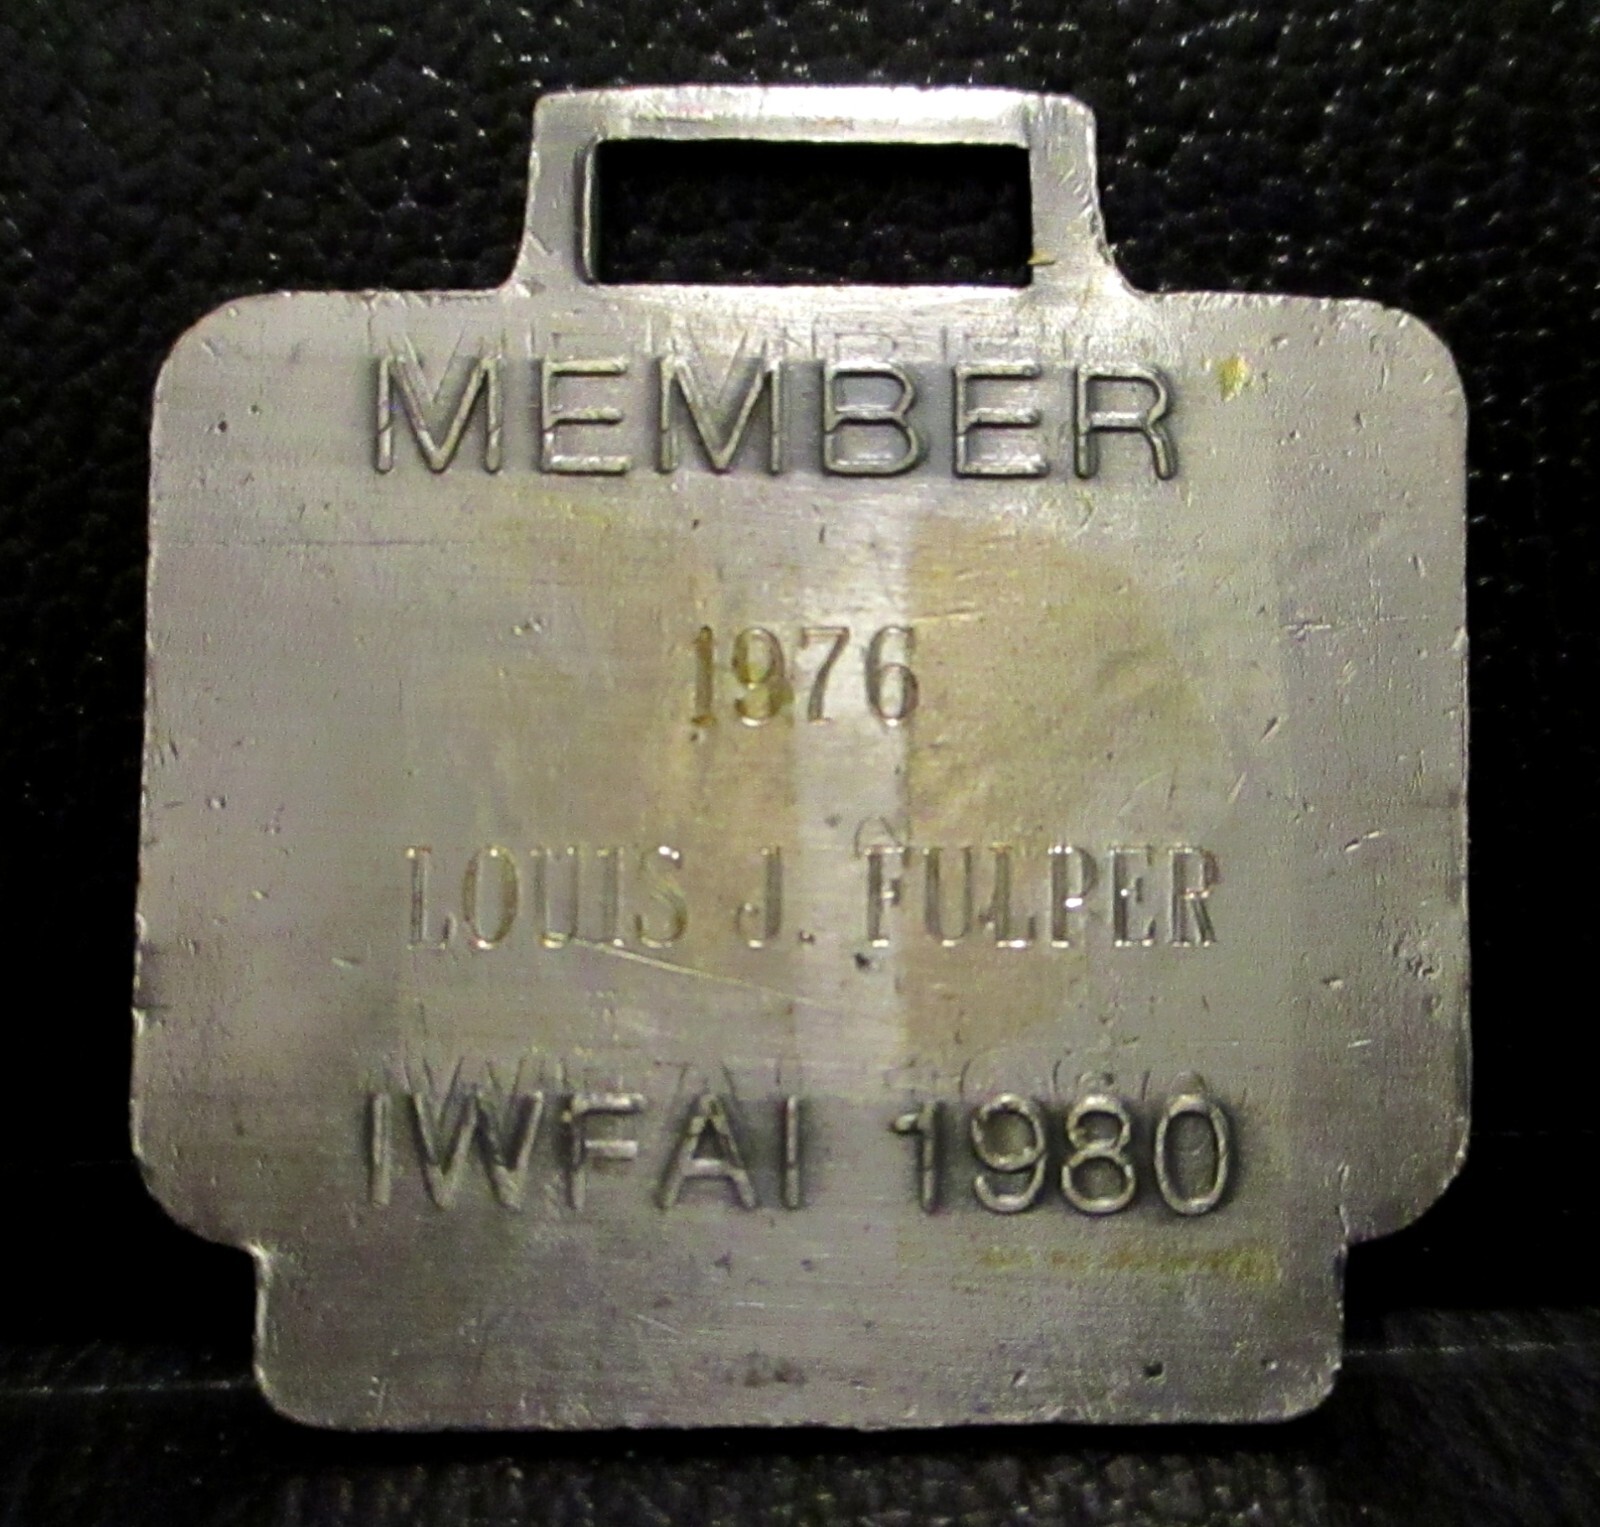 MEMBER
1976
LOUIS J. FULPER
IWFAI 1980